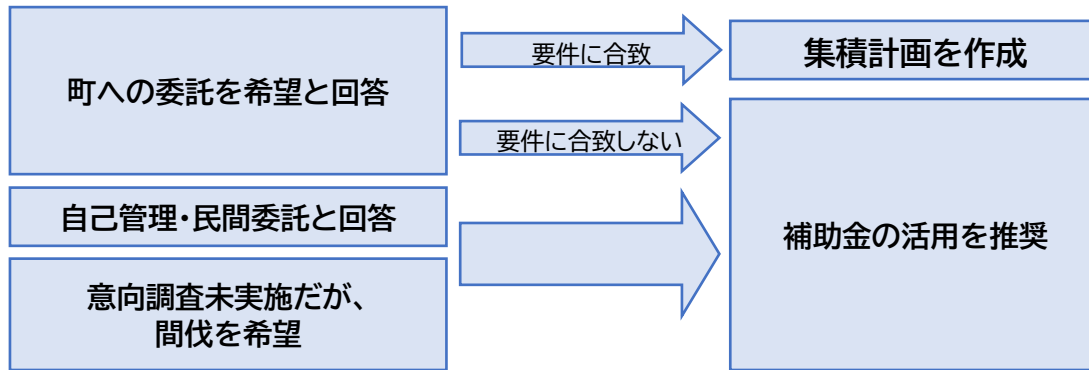 町への委託を希望と回答
要件に合致
集積計画を作成
要件に合致しない
自己管理・民間委託と回答
補助金の活用を推奨
意向調査未実施だが、
間伐を希望